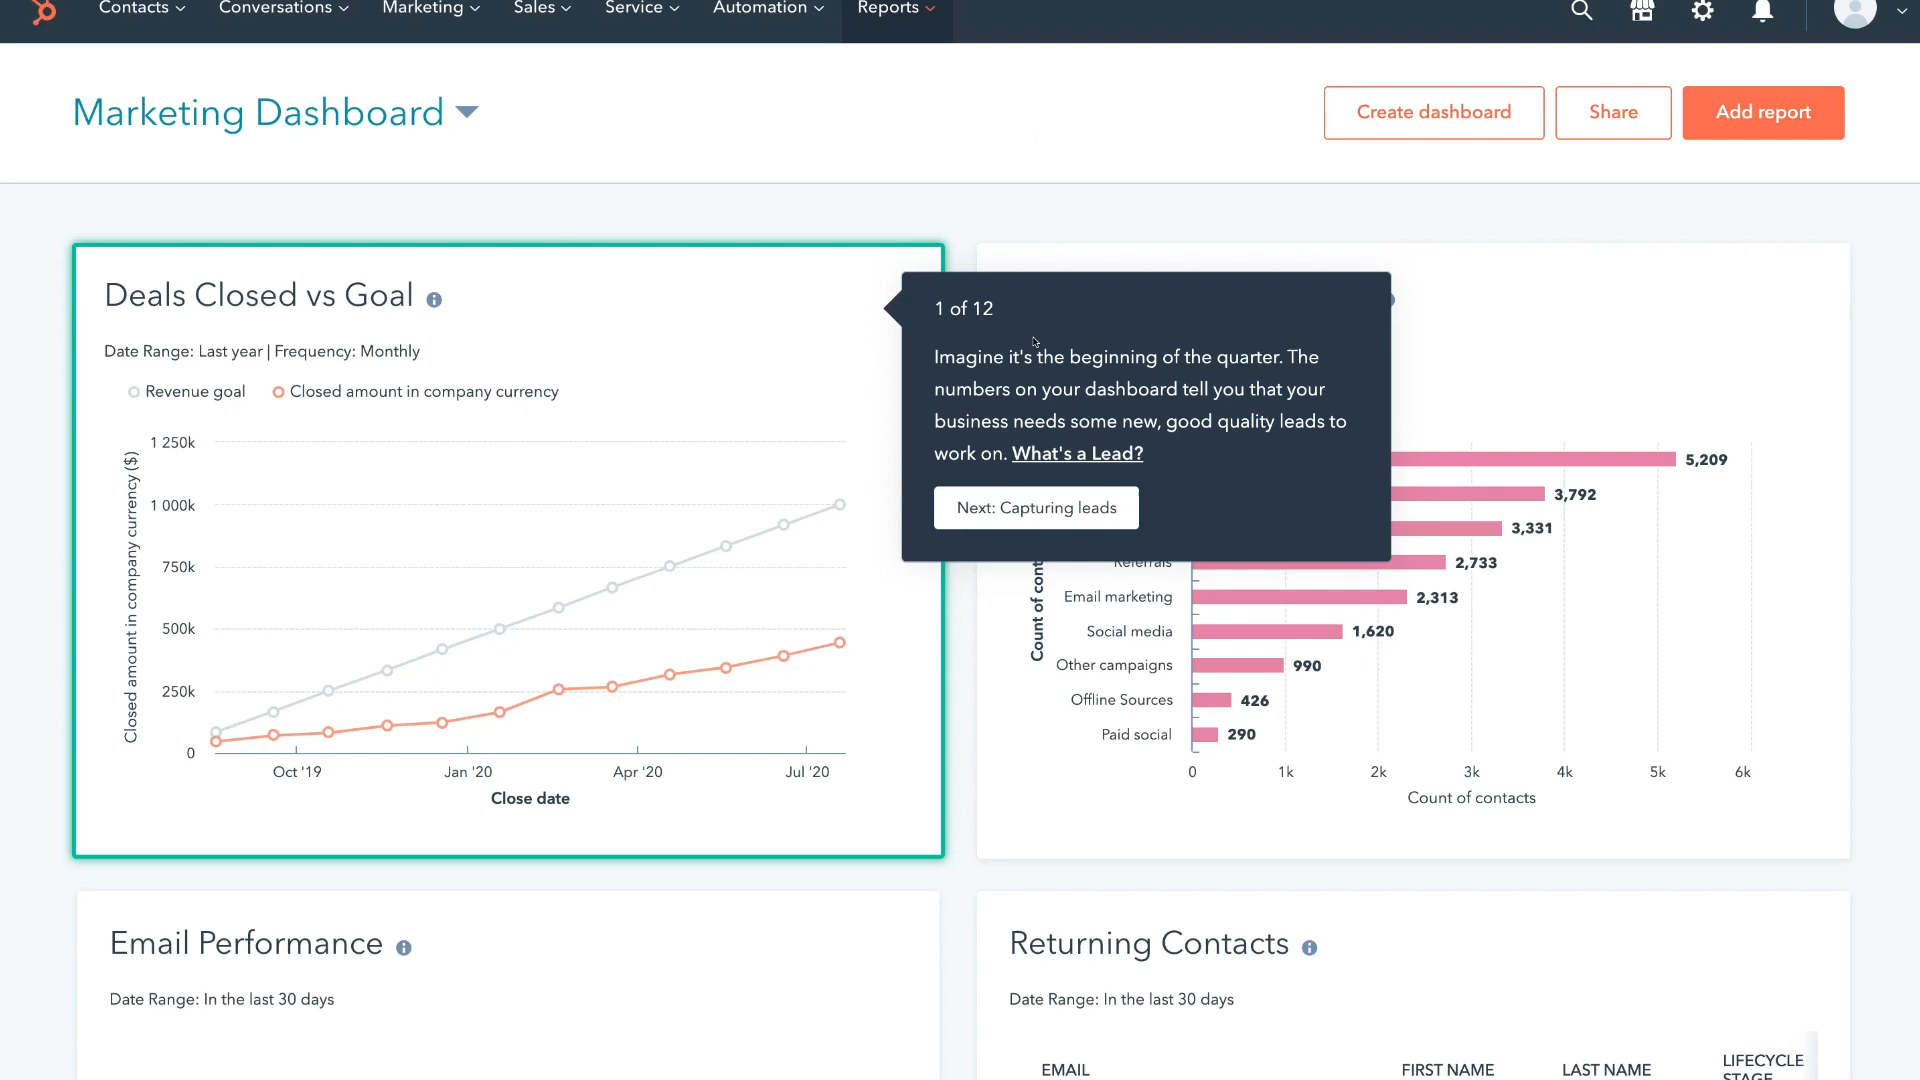 Contacts
Conversations
Marketing
Sales
Service
Automation
Reports
Marketing Dashboard
Create dashboard
Share
Add report
Deals Closed vs Goal
Date Range: Last year | Frequency: Monthly
Revenue goal
Closed amount in company currency
Closed amount in company currency ($)
1 250k
1 000k
750k
500k
250k
0
Oct '19
Jan '20
Apr '20
Jul '20
Close date
1 of 12
Imagine it's the beginning of the quarter. The
numbers on your dashboard tell you that your
business needs some new, good quality leads to
work on. What's a Lead?
Next: Capturing leads
Count of cont
5,209
3,792
3,331
Referrals
2,733
Email marketing
2,313
Social media
1,620
Other campaigns
990
Offline Sources
426
Paid social
290
0
1k
2k
3k
4k
5k
6k
Count of contacts
Email Performance
Date Range: In the last 30 days
Returning Contacts
Date Range: In the last 30 days
EMAIL
FIRST NAME
LAST NAME
LIFECYCLE
STAGE